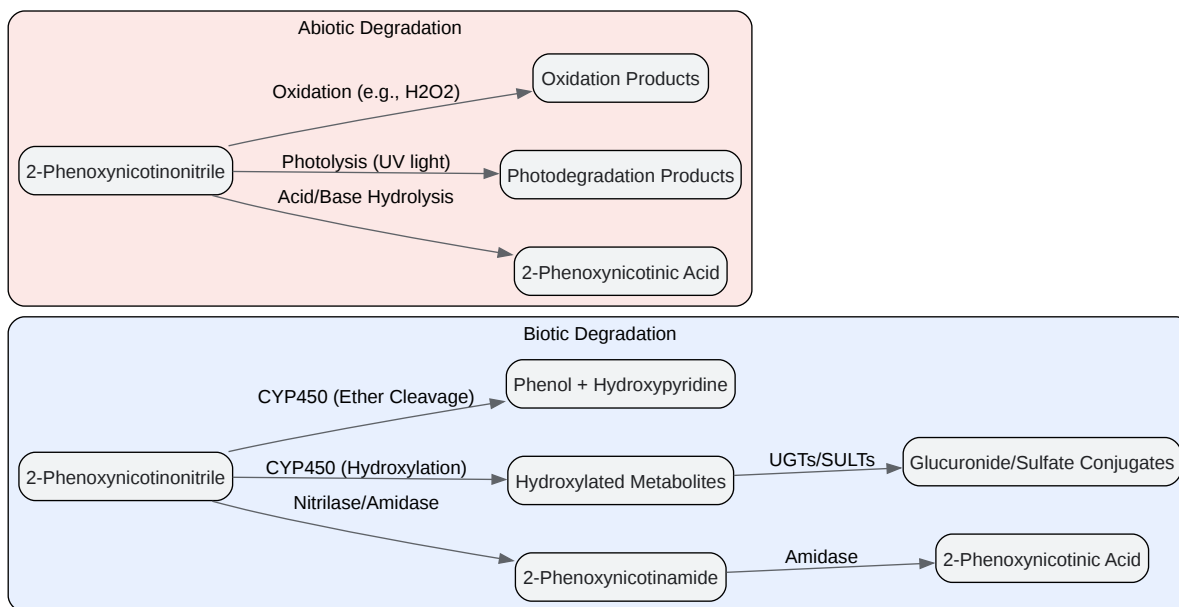 Abiotic Degradation
Oxidation Products
Oxidation (e.g., H2O2)
2-Phenoxynicotinonitrile
Photolysis (UV light)
Photodegradation Products
Acid/Base Hydrolysis
2-Phenoxynicotinic Acid
Biotic Degradation
Phenol + Hydroxypyridine
CYP450 (Ether Cleavage)
2-Phenoxynicotinonitrile
CYP450 (Hydroxylation)
Hydroxylated Metabolites
UGTs/SULTs
Glucuronide/Sulfate Conjugates
Nitrilase/Amidase
2-Phenoxynicotinamide
Amidase
2-Phenoxynicotinic Acid